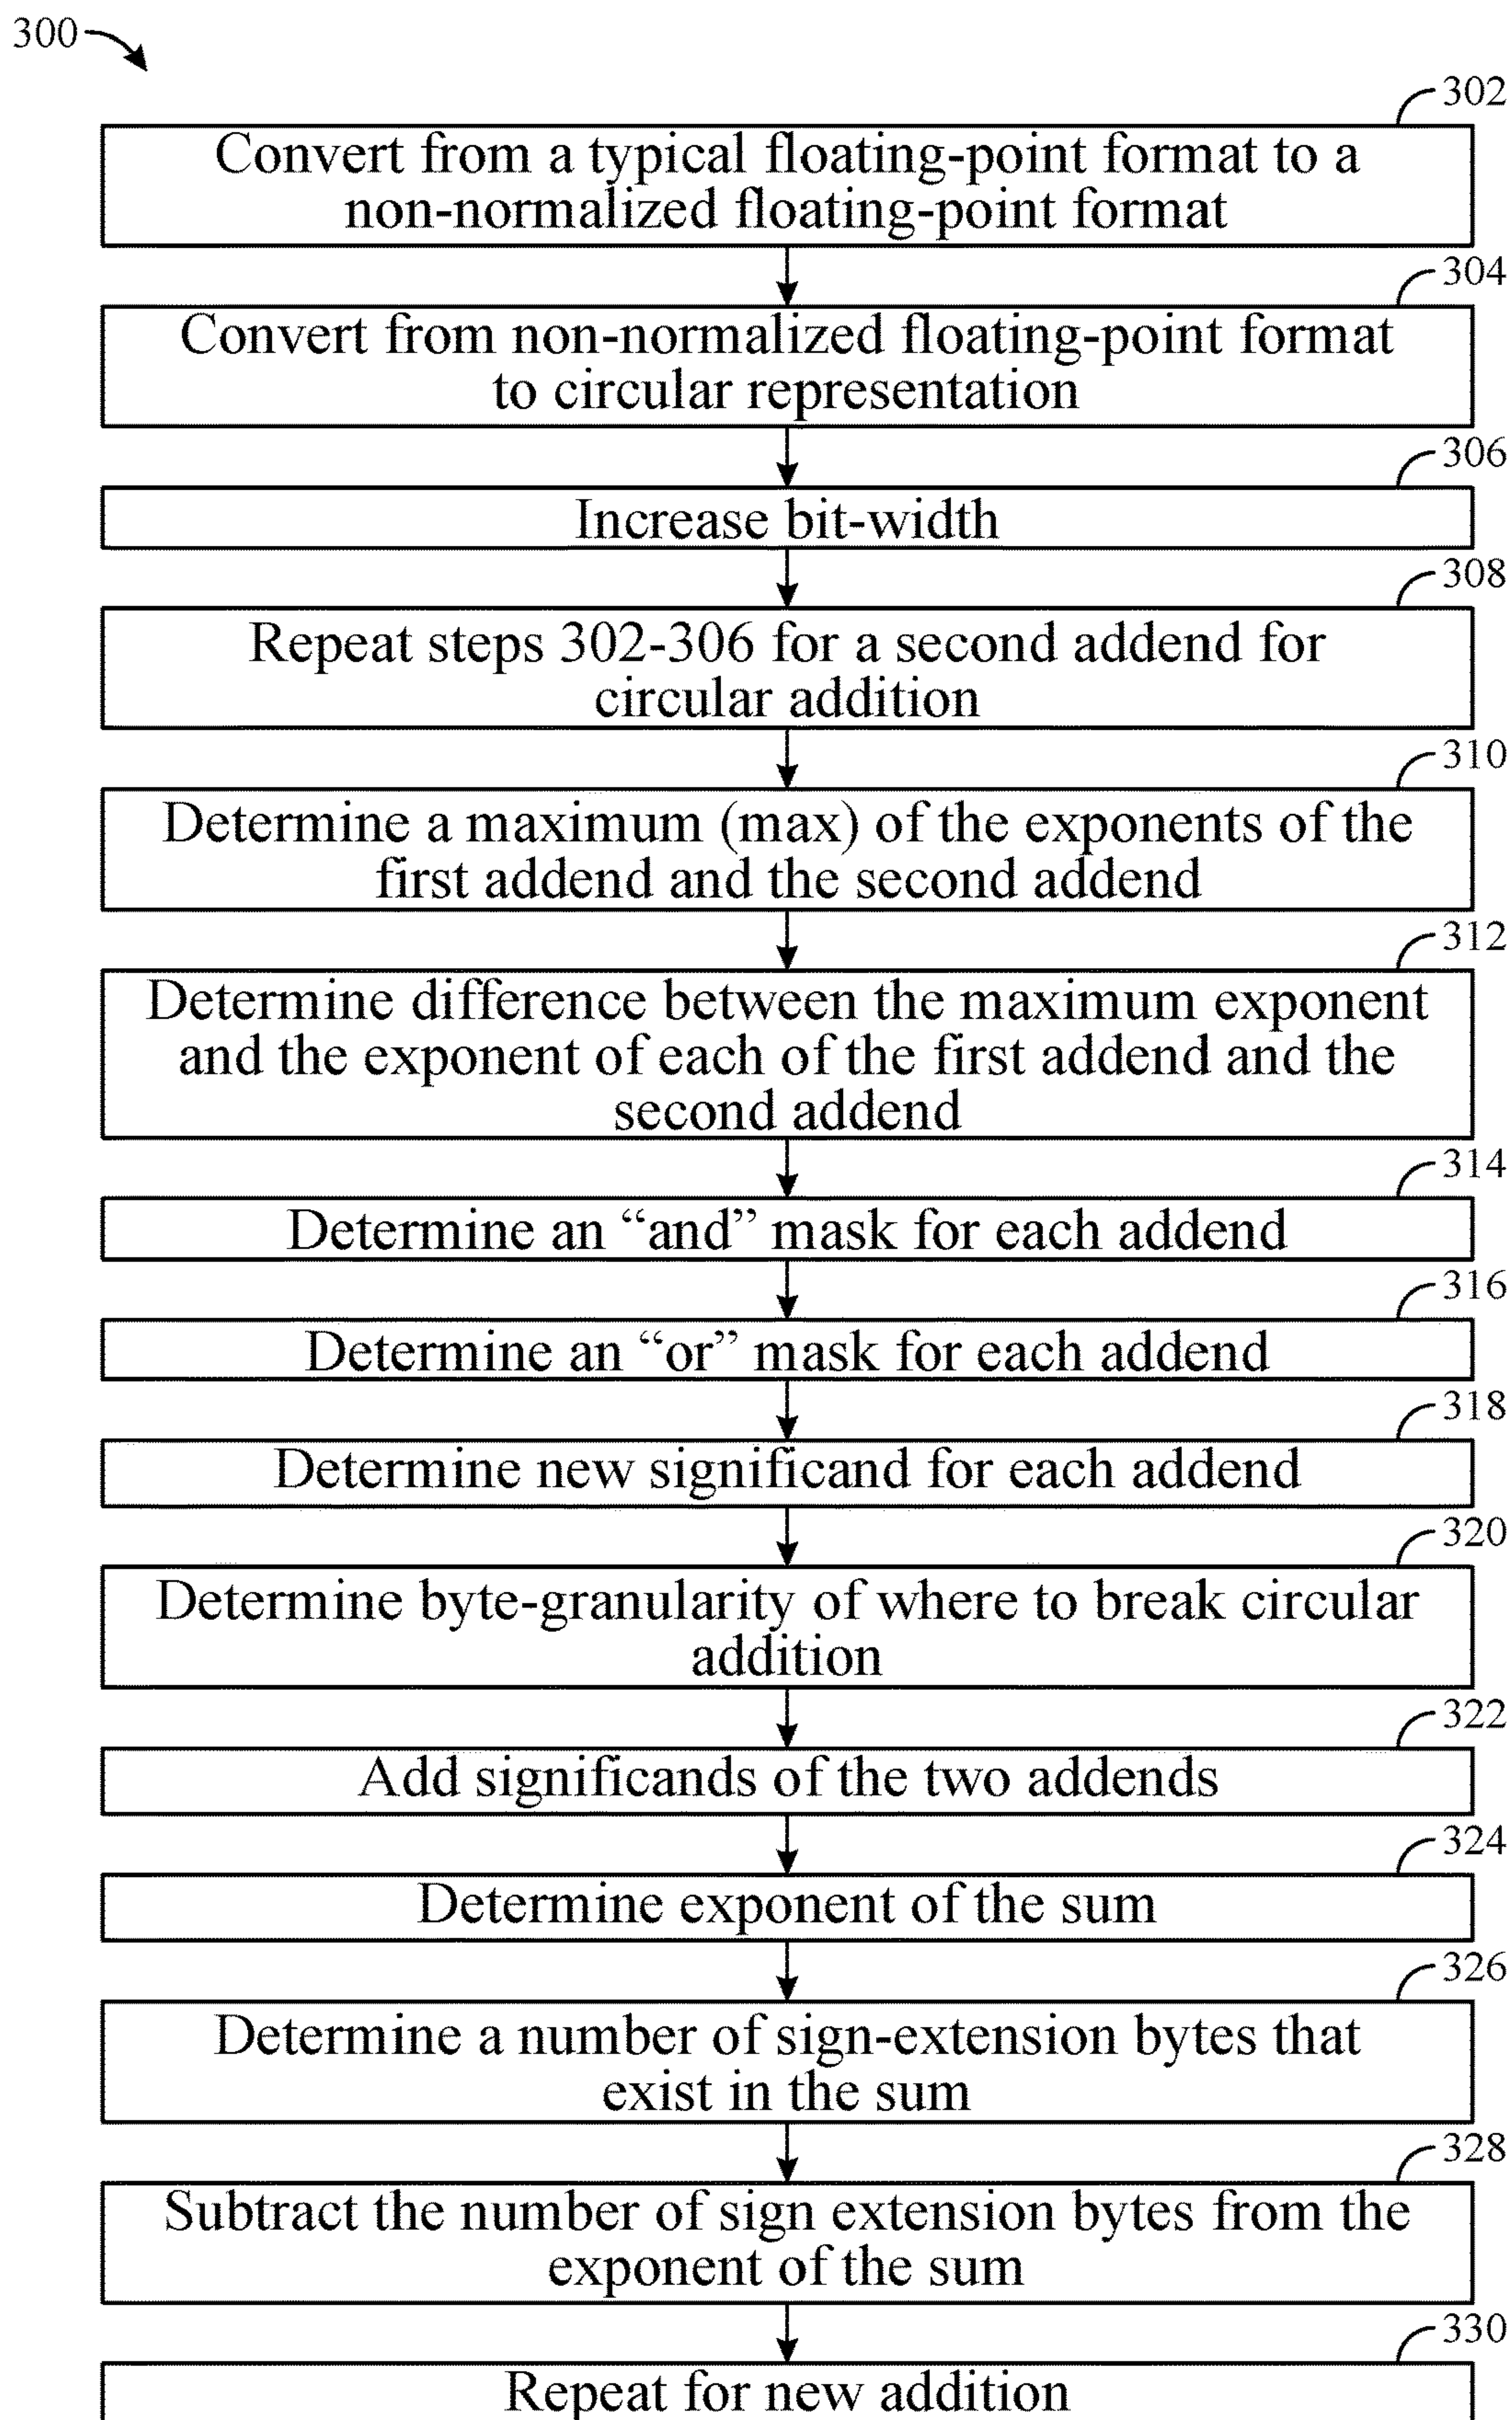 300
302
Convert from a typical floating-point format to a
non-normalized floating-point format
304
Convert from non-normalized floating-point format
to circular representation
306
Increase bit-width
308
Repeat steps 302-306 for a second addend for
circular addition
310
Determine a maximum (max) of the exponents of the
first addend and the second addend
312
Determine difference between the maximum exponent
and the exponent of each of the first addend and the
second addend
314
Determine an “and” mask for each addend
316
Determine an “or” mask for each addend
318
Determine new significand for each addend
320
Determine byte-granularity of where to break circular
addition
322
Add significands of the two addends
324
Determine exponent of the sum
326
Determine a number of sign-extension bytes that
exist in the sum
328
Subtract the number of sign extension bytes from the
exponent of the sum
330
Repeat for new addition